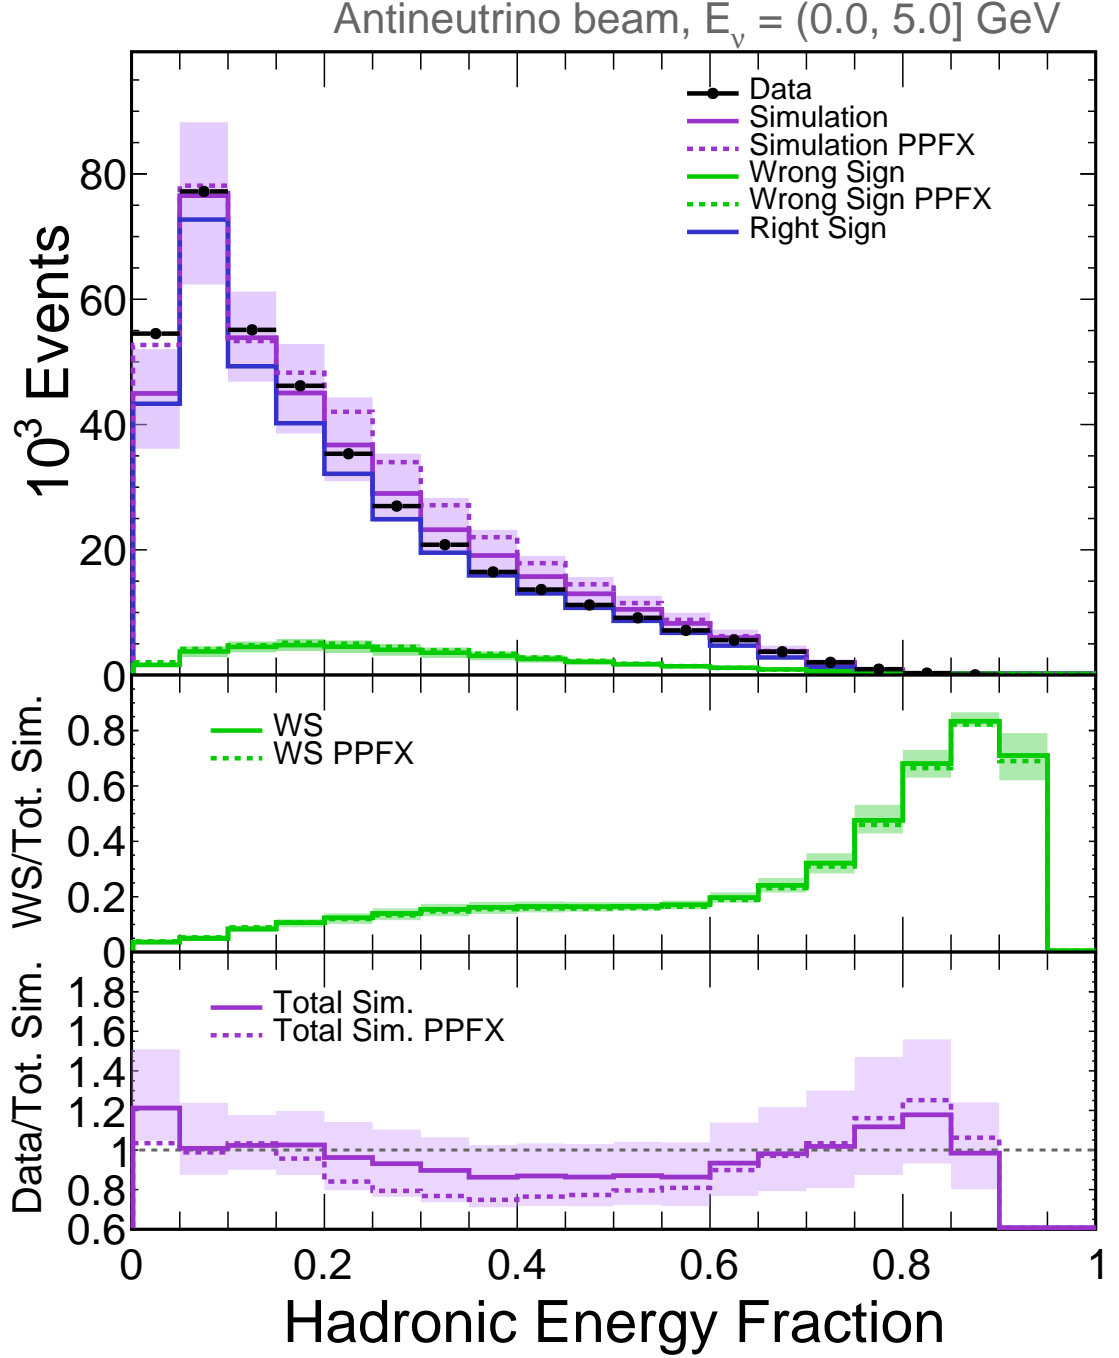 Antineutrino beam, E_ν = (0.0, 5.0] GeV
Data
Simulation
Simulation PPFX
Wrong Sign
Wrong Sign PPFX
Right Sign
10³ Events
80
60
40
20
0
WS/Tot. Sim.
WS
WS PPFX
0.8
0.6
0.4
0.2
0
Data/Tot. Sim.
Total Sim.
Total Sim. PPFX
1.8
1.6
1.4
1.2
1
0.8
0.6
0 0.2 0.4 0.6 0.8 1
Hadronic Energy Fraction